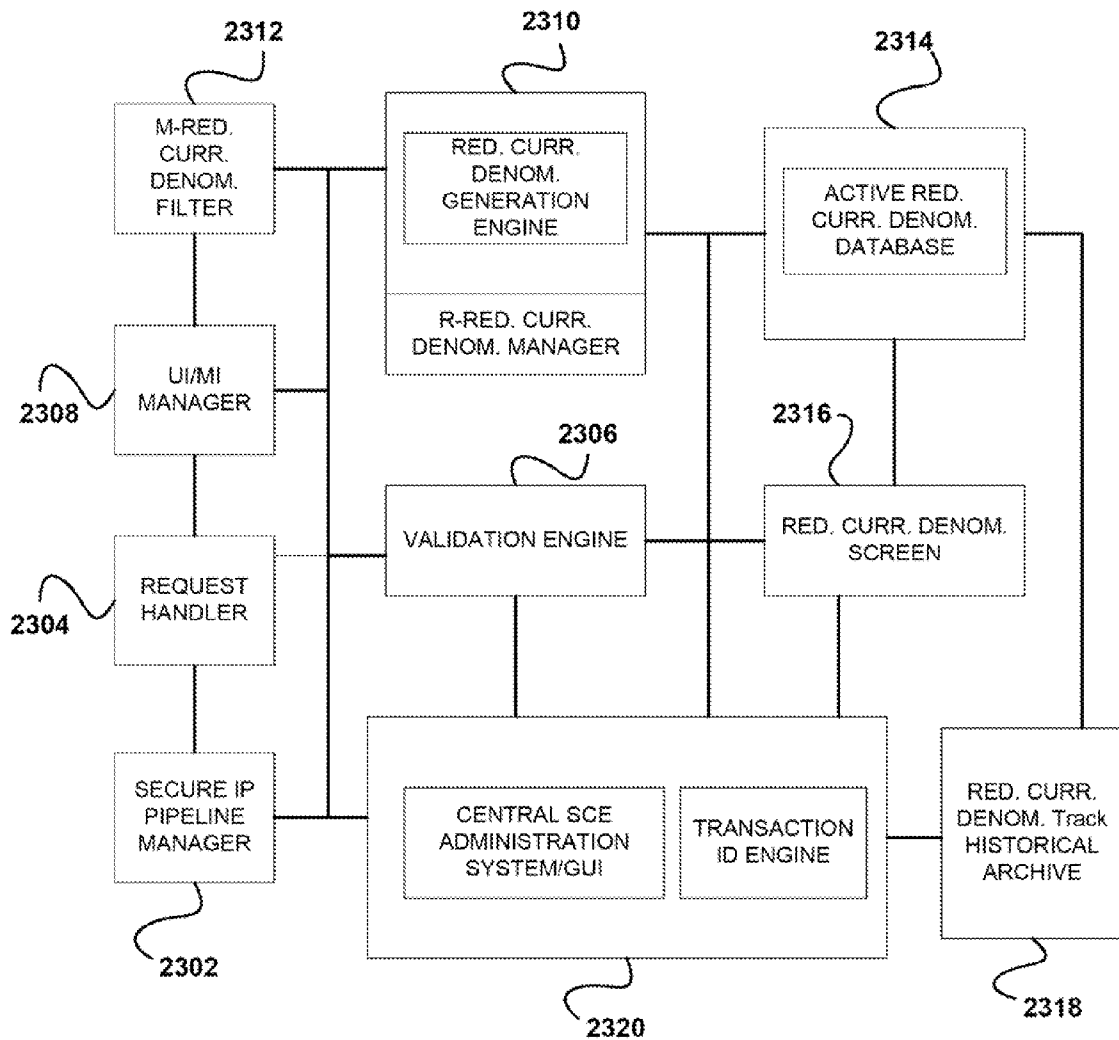 2312
2310
2314
M-RED.
CURR.
DENOM.
FILTER
RED. CURR.
DENOM.
GENERATION
ENGINE
R-RED. CURR.
DENOM. MANAGER
ACTIVE RED.
CURR. DENOM.
DATABASE
UI/MI
MANAGER
2308
2306
2316
VALIDATION ENGINE
RED. CURR. DENOM.
SCREEN
REQUEST
HANDLER
2304
SECURE IP
PIPELINE
MANAGER
CENTRAL SCE
ADMINISTRATION
SYSTEM/GUI
TRANSACTION
ID ENGINE
RED. CURR.
DENOM. Track
HISTORICAL
ARCHIVE
2302
2320
2318